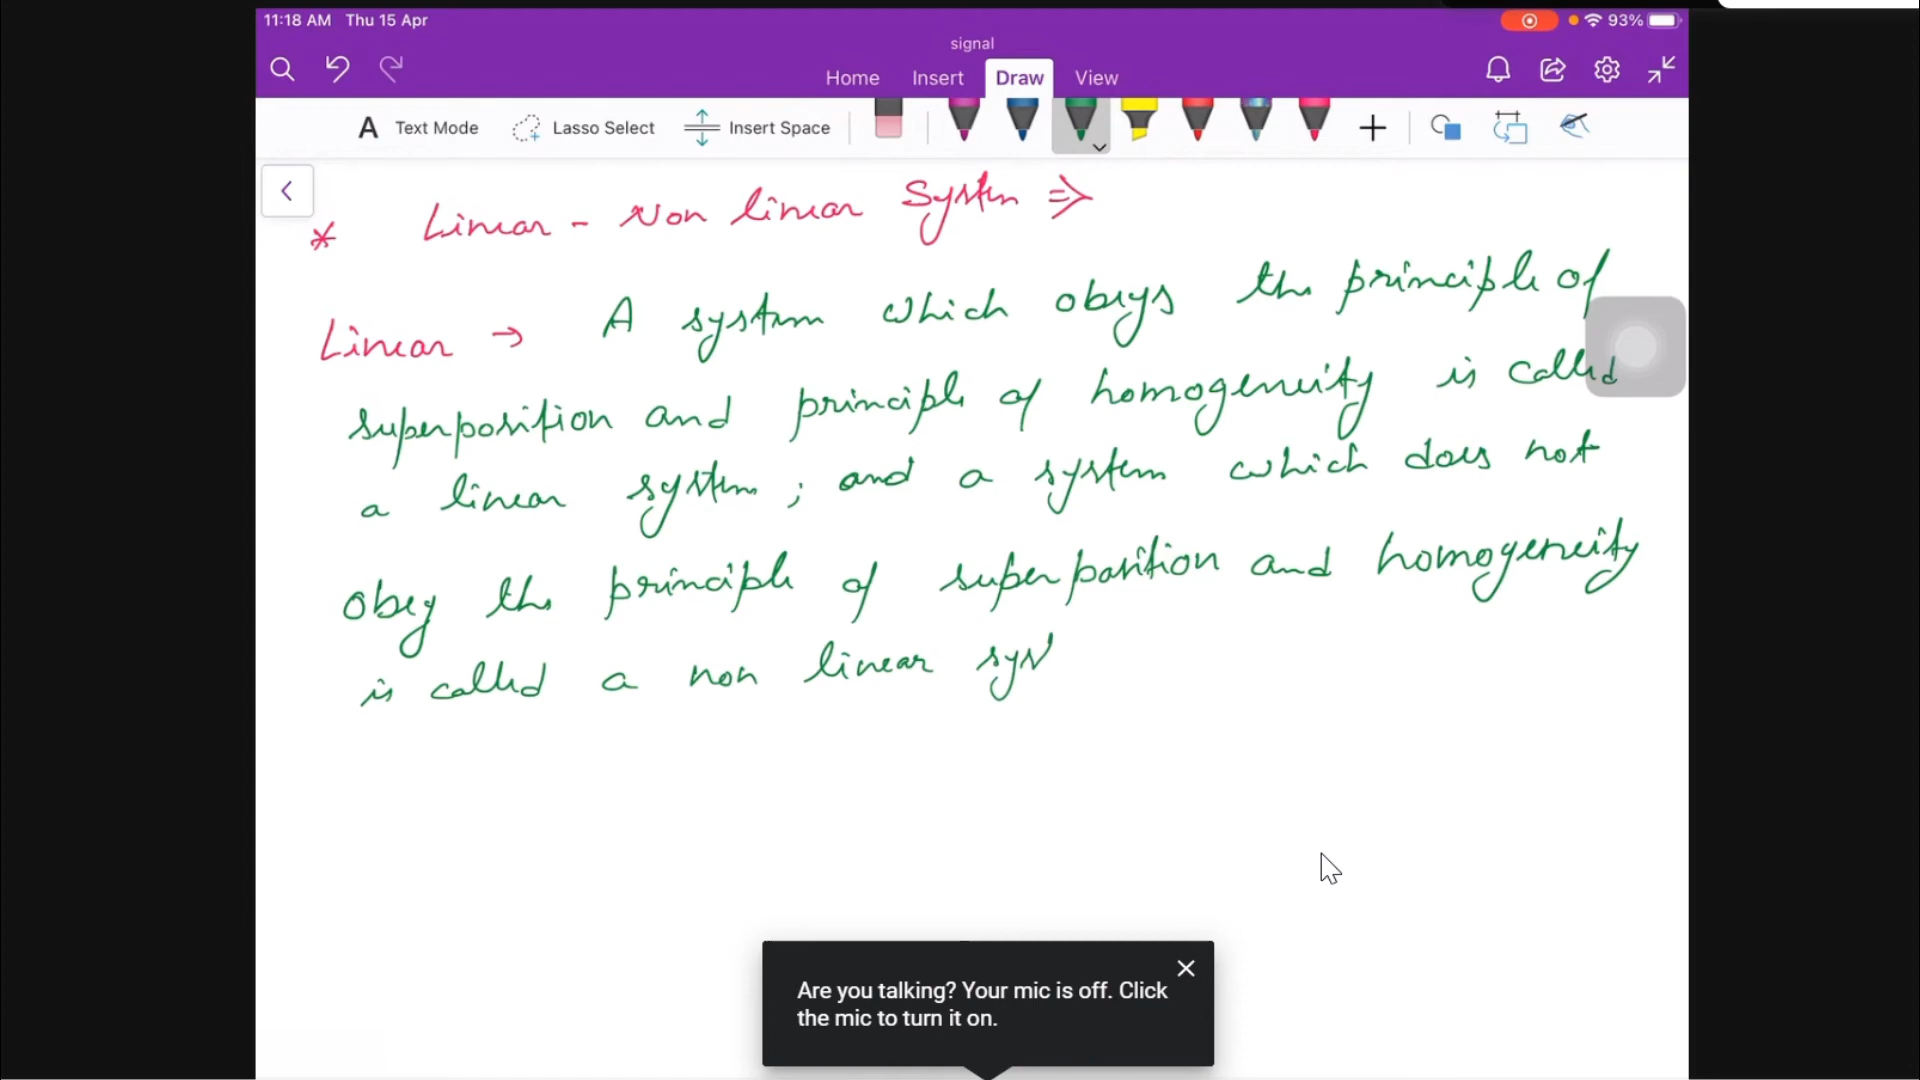 11:18 AM Thu 15 Apr
93%
signal
Home Insert Draw View
A Text Mode Lasso Select Insert Space
* Linear - Non linear System ⇒
Linear → A system which obeys the principle of
superposition and principle of homogeneity is called
a linear system ; and a system which does not
obey the principle of superposition and homogeneity
is called a non linear sys
Are you talking? Your mic is off. Click
the mic to turn it on.